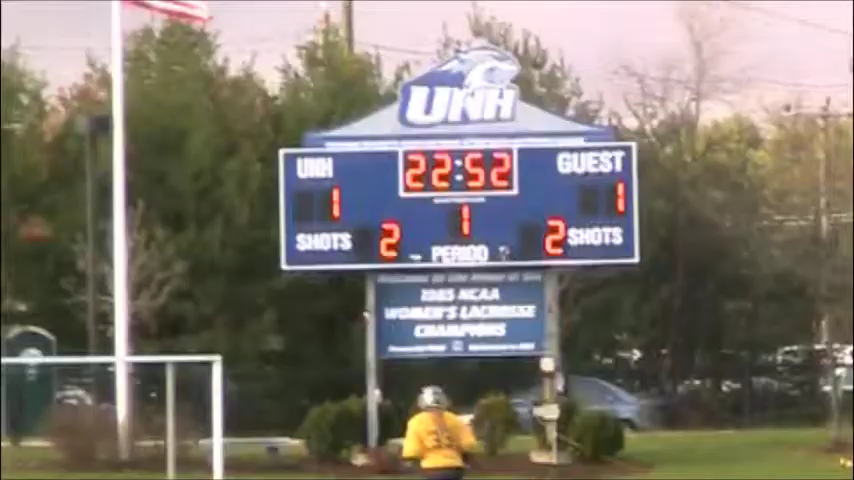 UNH
UNH 22:52 GUEST
1 1 1
SHOTS 2 PERIOD 2 SHOTS
1985 NCAA
WOMEN'S LACROSSE
CHAMPIONS